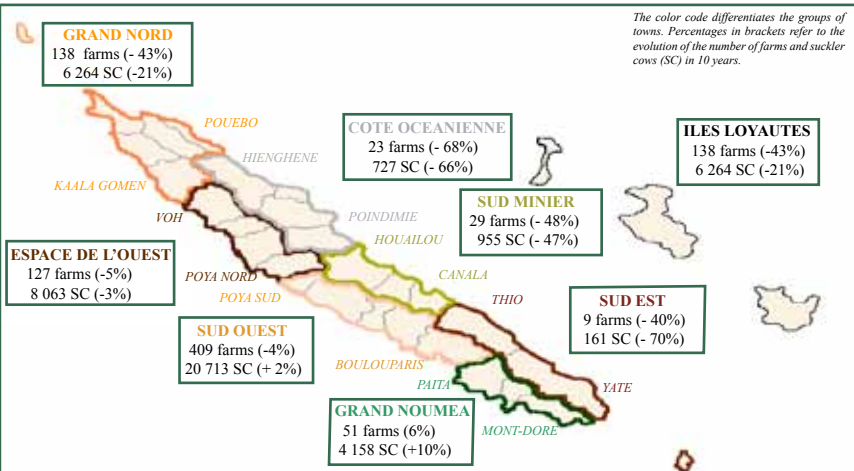 The color code differentiates the groups of
towns. Percentages in brackets refer to the
evolution of the number of farms and suckler
cows (SC) in 10 years.
GRAND NORD
138 farms (- 43%)
6 264 SC (-21%)
POUEBO
COTE OCEANIENNE
23 farms (- 68%)
727 SC (- 66%)
ILES LOYAUTES
138 farms (-43%)
6 264 SC (-21%)
HIENGHENE
KAALA GOMEN
SUD MINIER
29 farms (- 48%)
955 SC (- 47%)
VOH
POINDIMIE
HOUAILOU
ESPACE DE L'OUEST
127 farms (-5%)
8 063 SC (-3%)
POYA NORD
CANALA
POYA SUD
THIO
SUD EST
9 farms (- 40%)
161 SC (- 70%)
SUD OUEST
409 farms (-4%)
20 713 SC (+ 2%)
BOULOUPARIS
PAITA
YATE
GRAND NOUMEA
51 farms (6%)
4 158 SC (+10%)
MONT-DORE